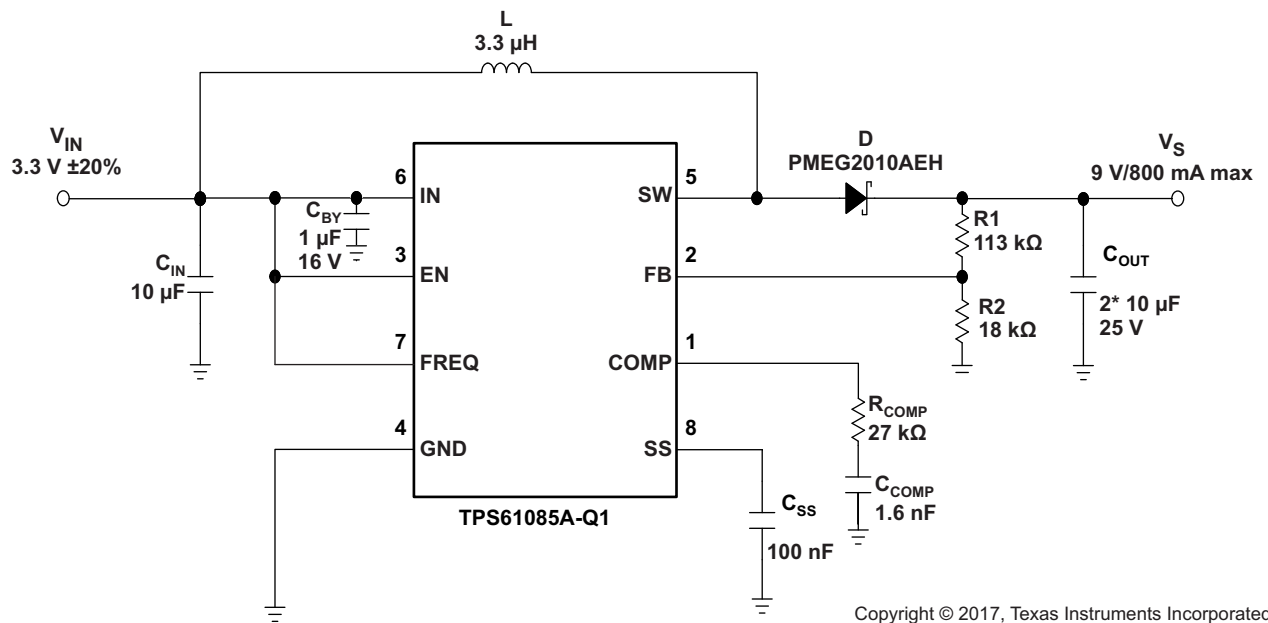 L
3.3 µH
V_IN
3.3 V ±20%
D
PMEG2010AEH
V_S
9 V/800 mA max
6
IN
SW
5
C_BY
1 µF
16 V
R1
113 kΩ
C_IN
10 µF
3
EN
FB
2
C_OUT
2* 10 µF
25 V
R2
18 kΩ
7
FREQ
COMP
1
R_COMP
27 kΩ
4
GND
SS
8
C_COMP
1.6 nF
TPS61085A-Q1
C_SS
100 nF
Copyright © 2017, Texas Instruments Incorporated